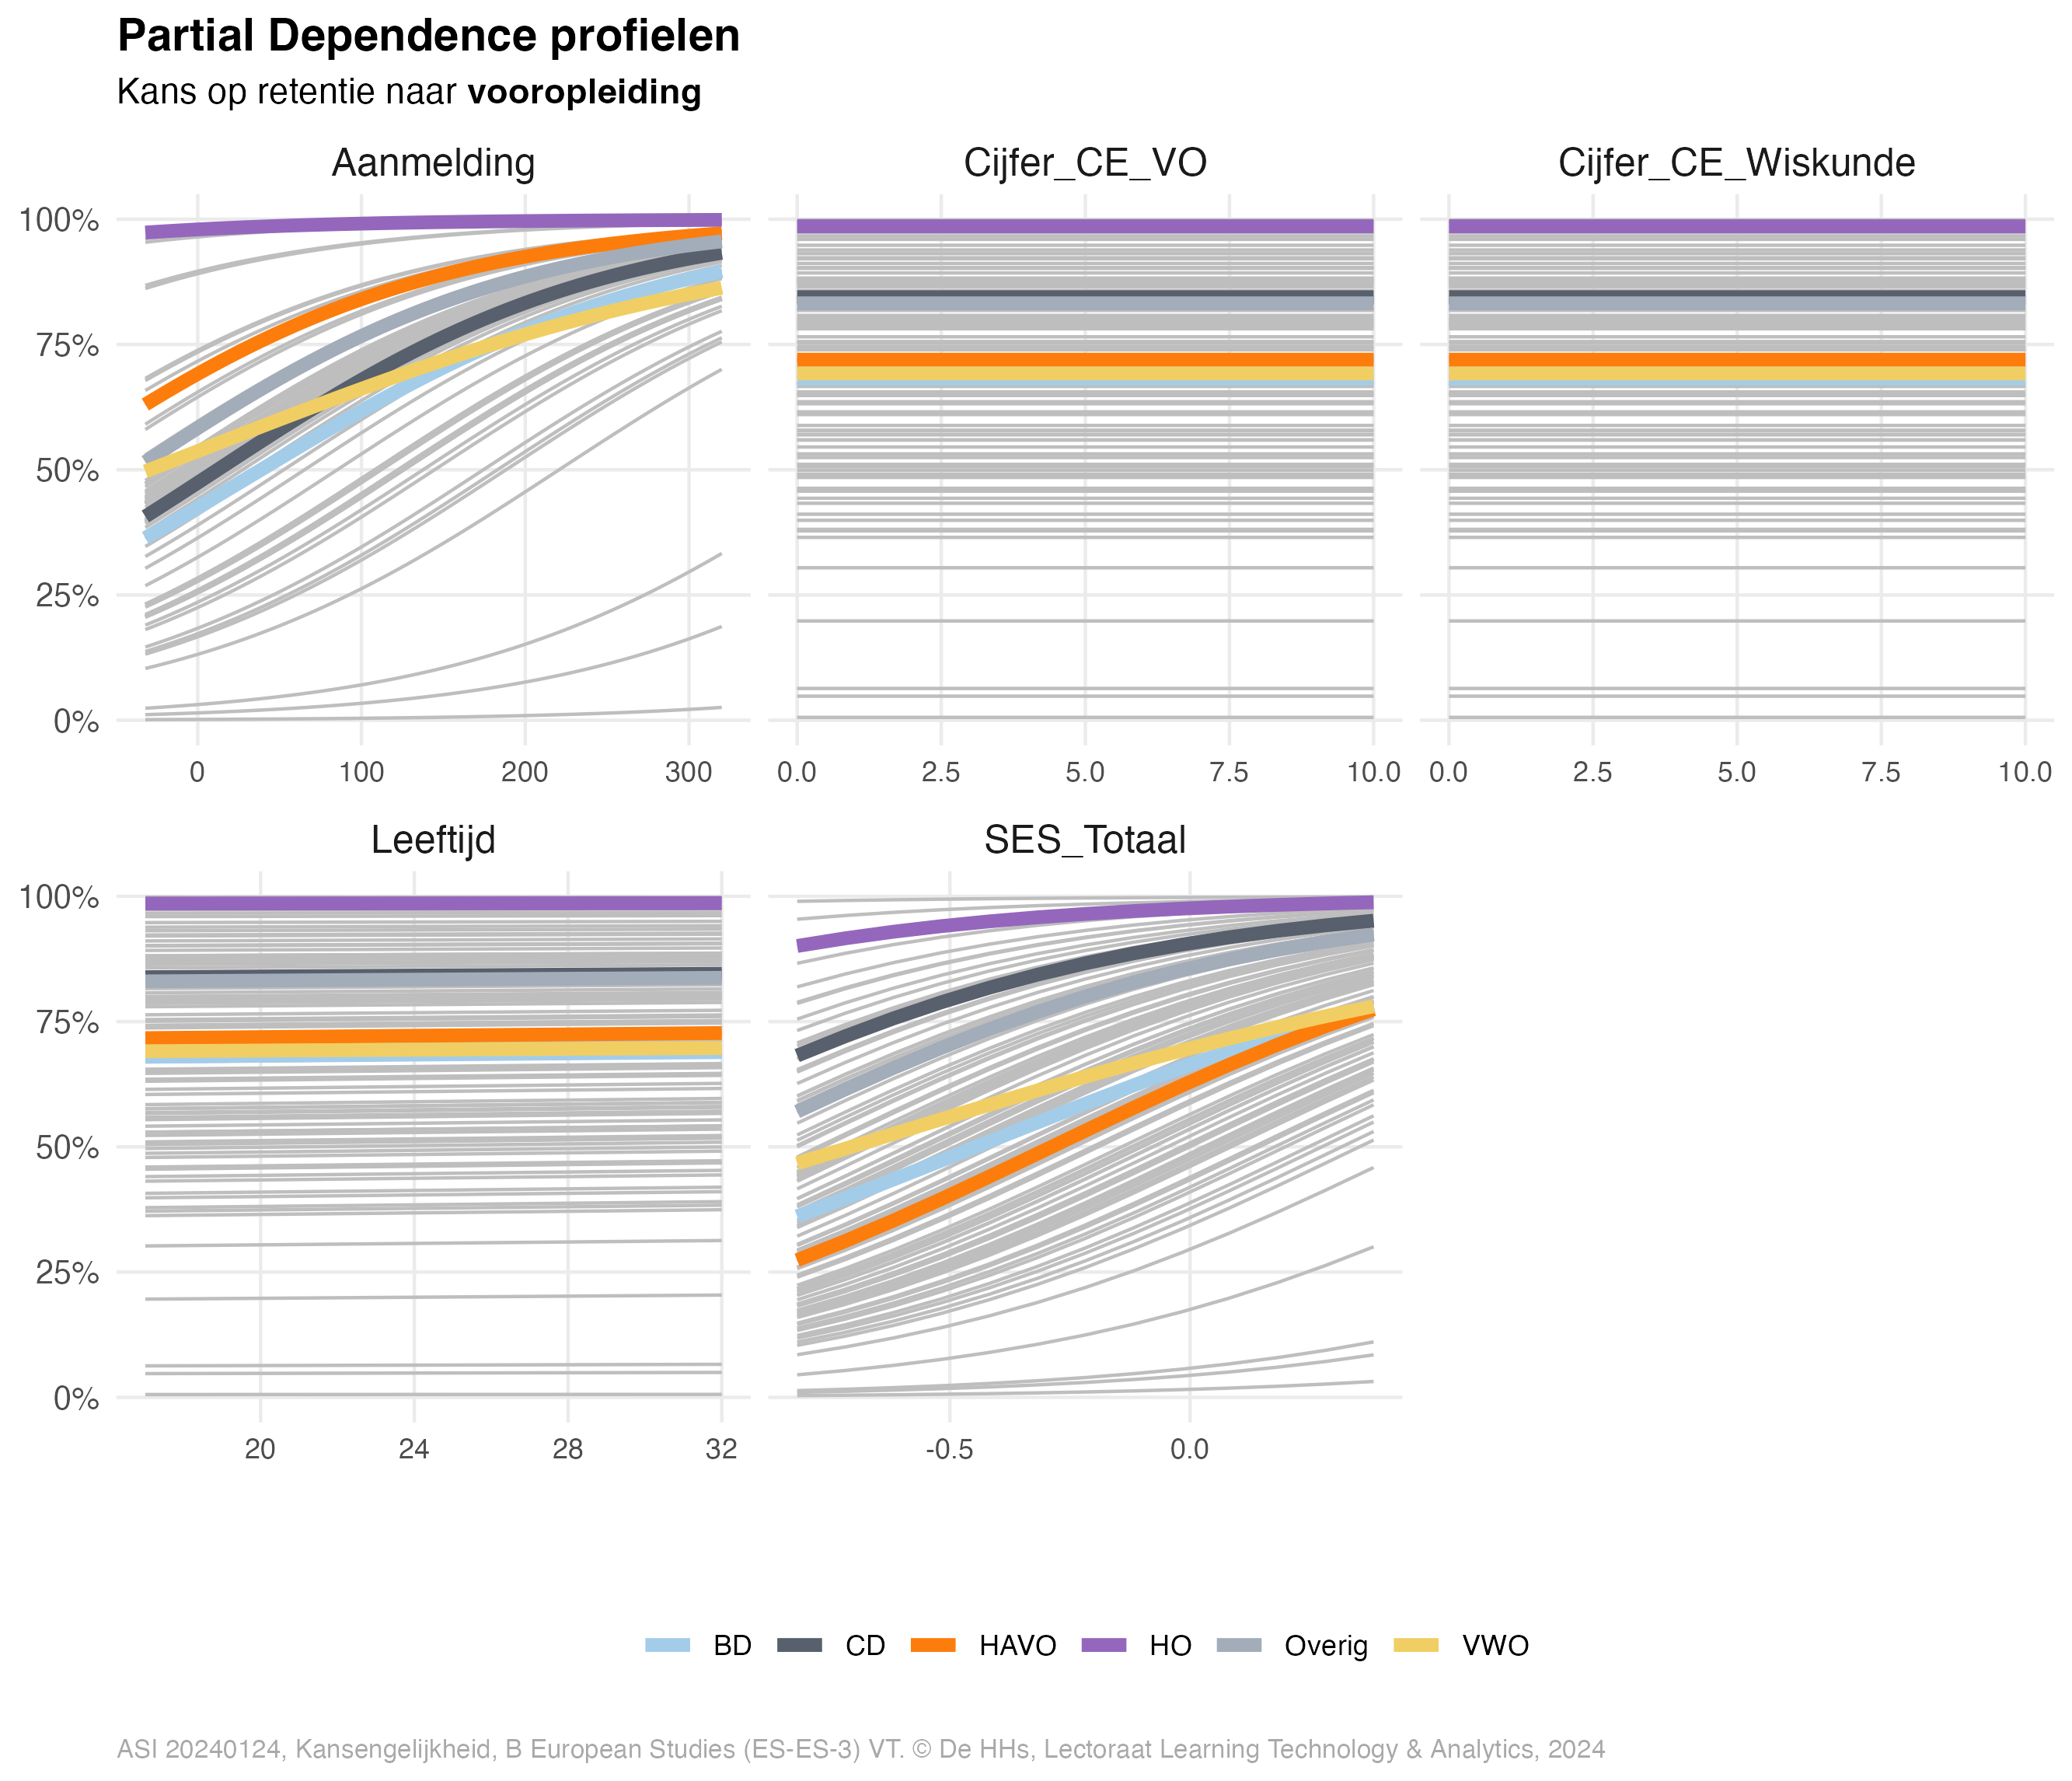 Partial Dependence profielen
Kans op retentie naar vooropleiding
Aanmelding
Cijfer_CE_VO
Cijfer_CE_Wiskunde
100%
75%
50%
25%
0%
0 100 200 300
0.0 2.5 5.0 7.5 10.0
0.0 2.5 5.0 7.5 10.0
Leeftijd
SES_Totaal
100%
75%
50%
25%
0%
20 24 28 32
-0.5 0.0
BD CD HAVO HO Overig VWO
ASI 20240124, Kansengelijkheid, B European Studies (ES-ES-3) VT. © De HHs, Lectoraat Learning Technology & Analytics, 2024